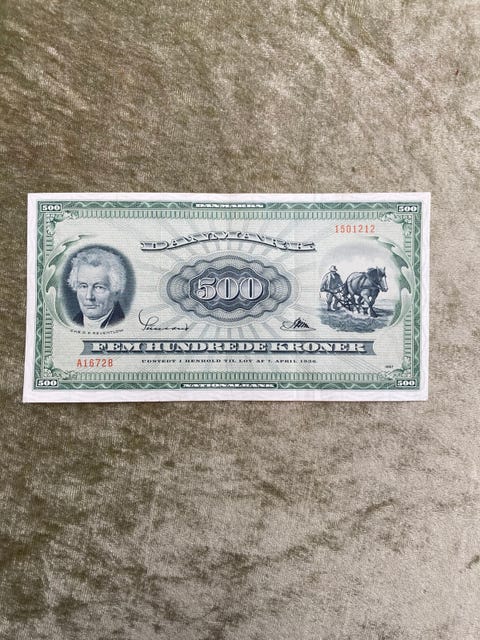 500 DANMARKS 500
1501212
DANMARK
500
C.D.F. REVENTLOW
FEM HUNDREDE KRONER
A16728
UDSTEDT I HENHOLD TIL LOV AF 7. APRIL 1936.
500 NATIONALBANK 500